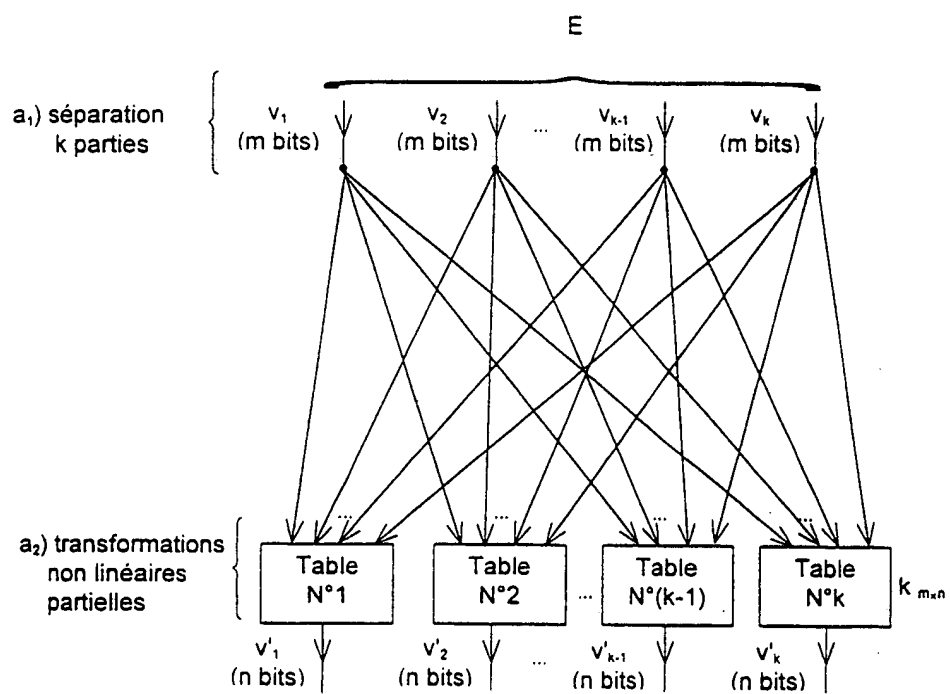 E
a₁) séparation
k parties
v₁
(m bits)
v₂
(m bits)
...
vₖ₋₁
(m bits)
vₖ
(m bits)
... ... ... ...
a₂) transformations
non linéaires
partielles
Table
N°1
Table
N°2
...
Table
N°(k-1)
Table
N°k
k m×n
v'₁
(n bits)
v'₂
(n bits)
...
v'ₖ₋₁
(n bits)
v'ₖ
(n bits)